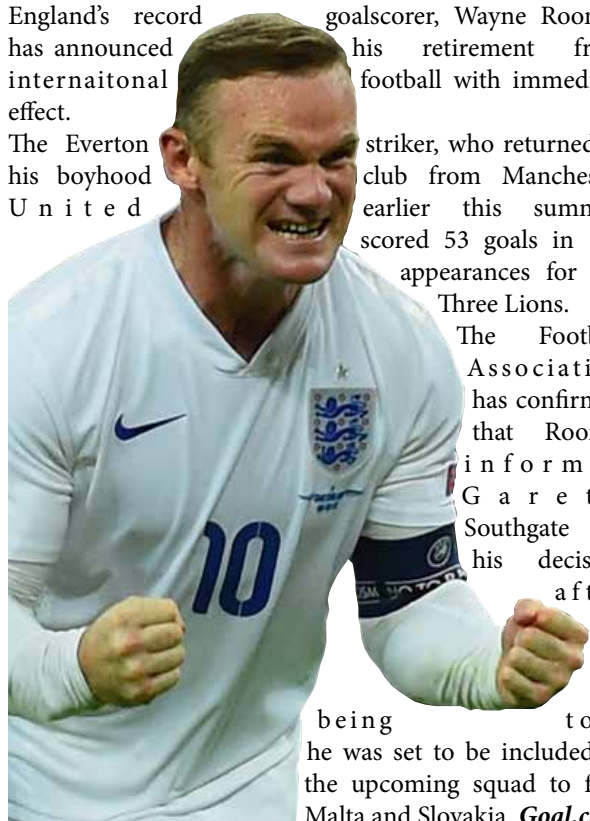 England’s record goalscorer, Wayne Roon
has announced his retirement fr
internaitonal football with immedi
effect.
The Everton striker, who returned
his boyhood club from Manches
United earlier this summ
scored 53 goals in
appearances for
Three Lions.
The Footb
Associati
has confirm
that Roo
inform
Garet
Southgate
his decis
aft
10
NO TO
being to
he was set to be included
the upcoming squad to f
Malta and Slovakia. Goal.c